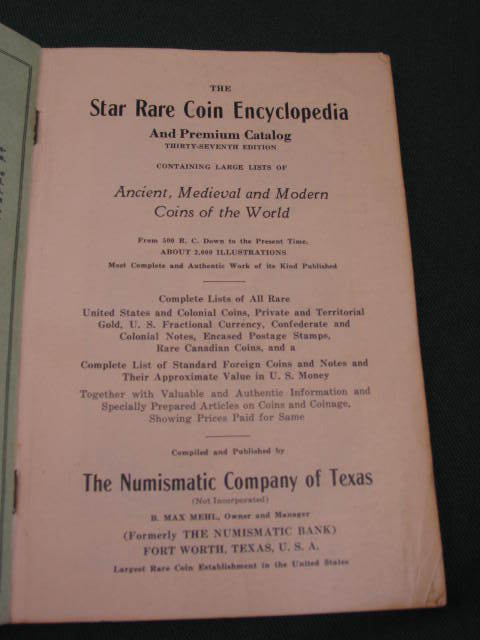 THE
Star Rare Coin Encyclopedia
And Premium Catalog
THIRTY-SEVENTH EDITION
CONTAINING LARGE LISTS OF
Ancient, Medieval and Modern
Coins of the World
From 500 B. C. Down to the Present Time.
ABOUT 2,000 ILLUSTRATIONS
Most Complete and Authentic Work of its Kind Published
Complete Lists of All Rare
United States and Colonial Coins, Private and Territorial
Gold, U. S. Fractional Currency, Confederate and
Colonial Notes, Encased Postage Stamps,
Rare Canadian Coins, and a
Complete List of Standard Foreign Coins and Notes and
Their Approximate Value in U. S. Money
Together with Valuable and Authentic Information and
Specially Prepared Articles on Coins and Coinage,
Showing Prices Paid for Same
Compiled and Published by
The Numismatic Company of Texas
(Not Incorporated)
B. MAX MEHL, Owner and Manager
(Formerly THE NUMISMATIC BANK)
FORT WORTH, TEXAS, U. S. A.
Largest Rare Coin Establishment in the United States